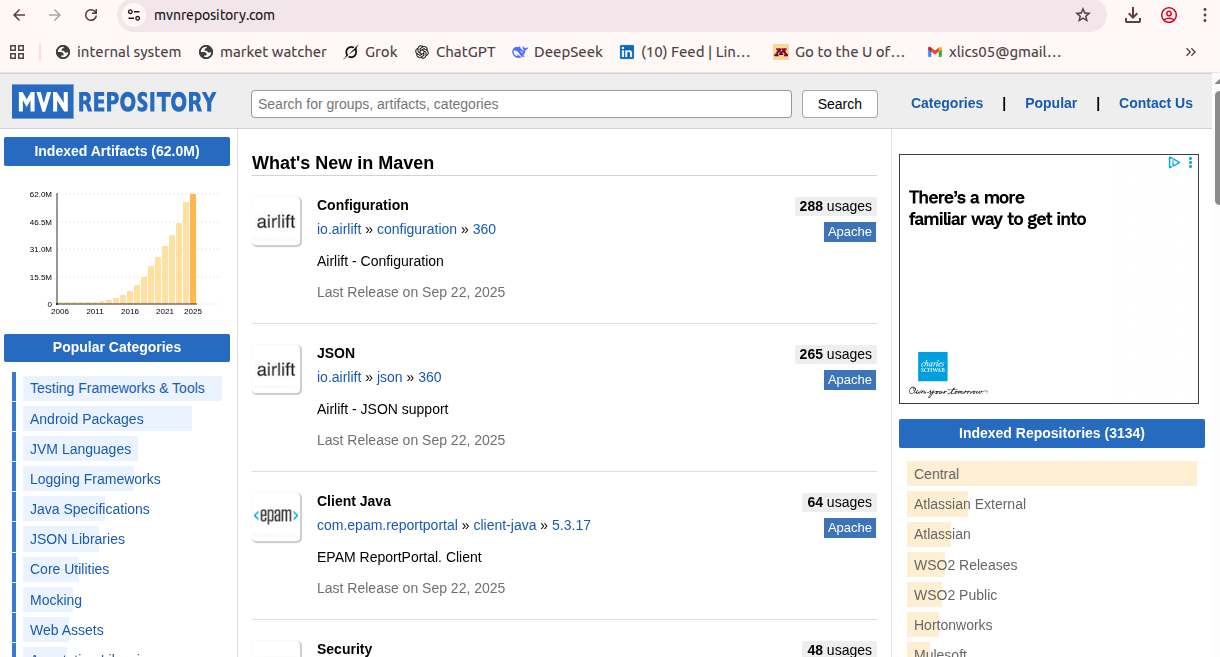 mvnrepository.com
internal system
market watcher
Grok
ChatGPT
DeepSeek
(10) Feed | Lin...
Go to the U of...
xlics05@gmail...
MVN REPOSITORY
Search for groups, artifacts, categories
Search
Categories | Popular | Contact Us
Indexed Artifacts (62.0M)
62.0M
46.5M
31.0M
15.5M
0
2006 2011 2016 2021 2025
Popular Categories
Testing Frameworks & Tools
Android Packages
JVM Languages
Logging Frameworks
Java Specifications
JSON Libraries
Core Utilities
Mocking
Web Assets
What's New in Maven
airlift
Configuration
288 usages
io.airlift » configuration » 360
Apache
Airlift - Configuration
Last Release on Sep 22, 2025
airlift
JSON
265 usages
io.airlift » json » 360
Apache
Airlift - JSON support
Last Release on Sep 22, 2025
<epam>
Client Java
64 usages
com.epam.reportportal » client-java » 5.3.17
Apache
EPAM ReportPortal. Client
Last Release on Sep 22, 2025
Security
48 usages
There's a more
familiar way to get into
charles
SCHWAB
Own your tomorrow
Indexed Repositories (3134)
Central
Atlassian External
Atlassian
WSO2 Releases
WSO2 Public
Hortonworks
Mulesoft